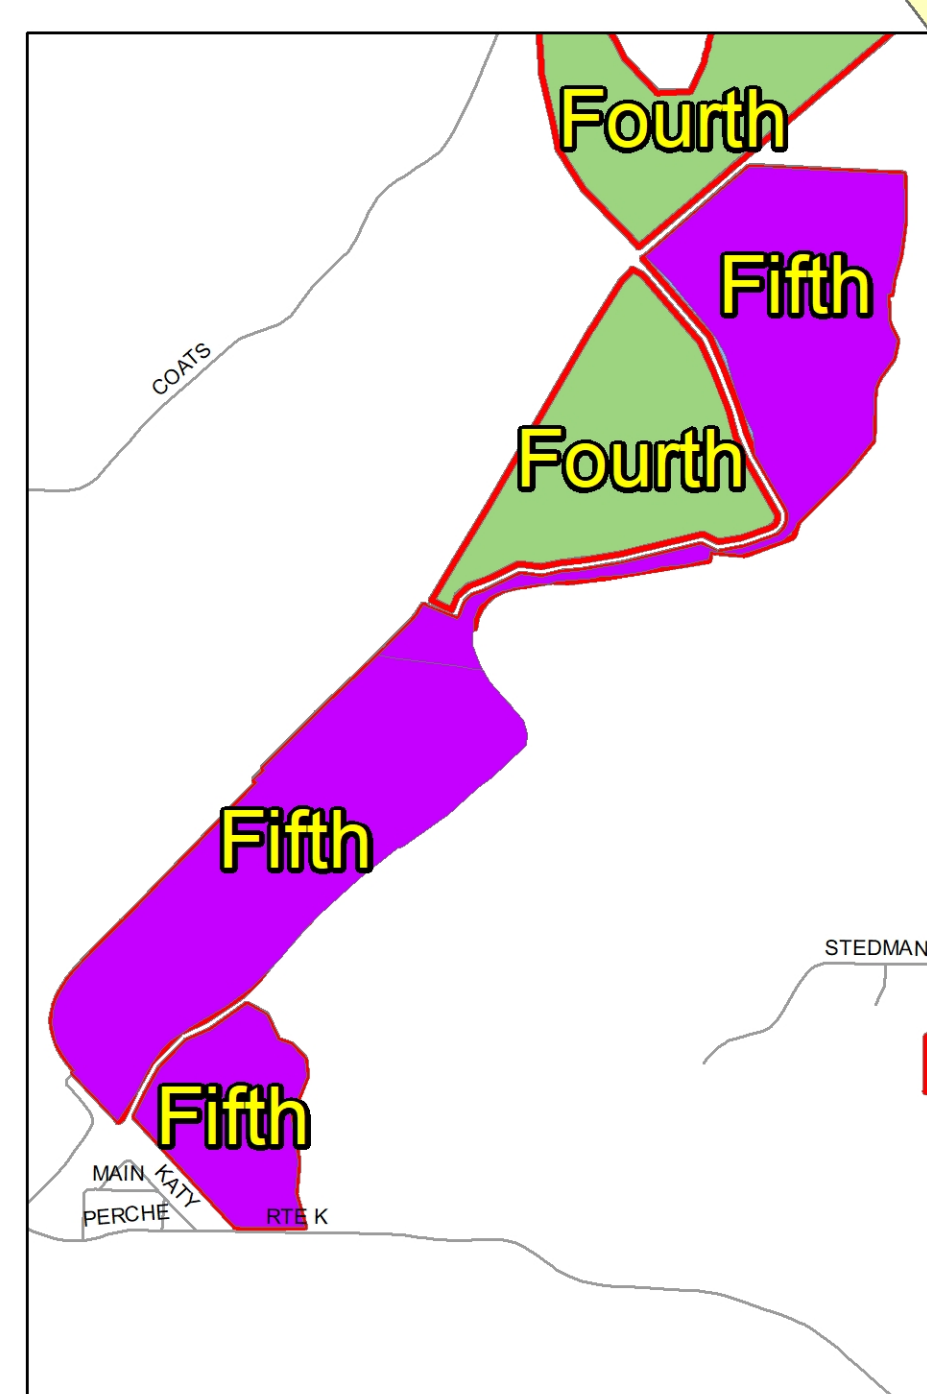 Fourth
Fifth
COATS
Fourth
Fifth
STEDMAN
Fifth
MAIN
KATY
PERCHE
RTE K